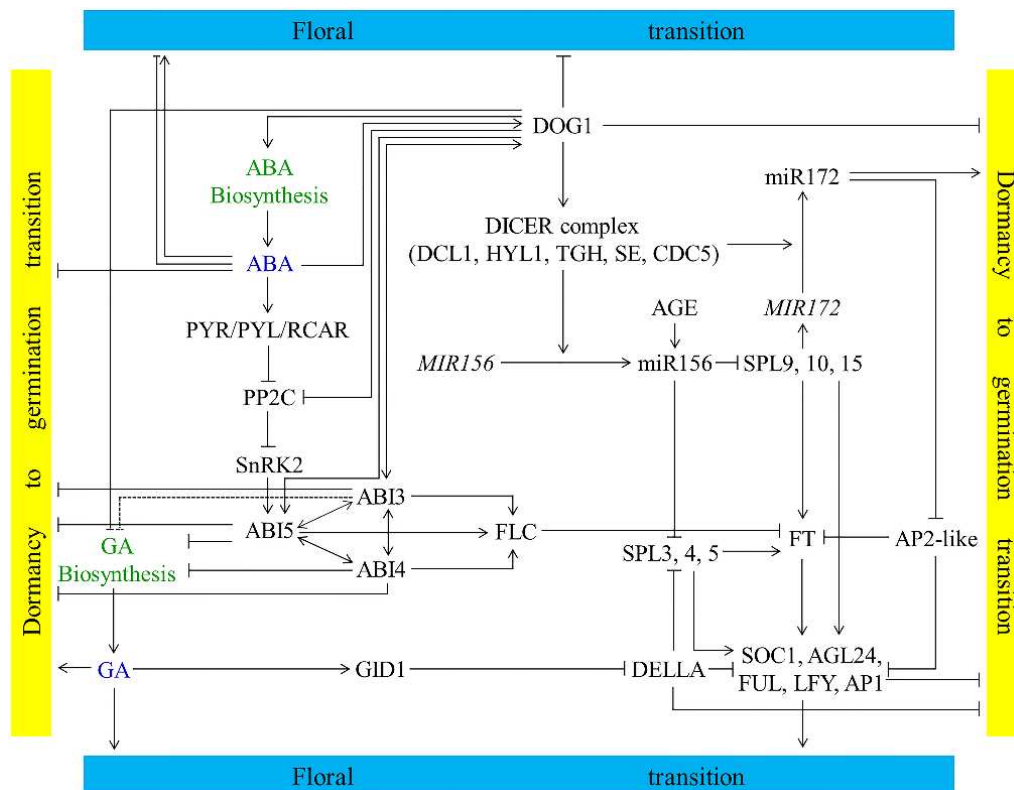 Floral transition
Dormancy to germination transition
DOG1
ABA
Biosynthesis
miR172
DICER complex
(DCL1, HYL1, TGH, SE, CDC5)
ABA
AGE
MIR172
PYR/PYL/RCAR
MIR156
miR156
SPL9, 10, 15
PP2C
SnRK2
ABI3
ABI5
FLC
FT
AP2-like
GA
Biosynthesis
SPL3, 4, 5
ABI4
GA
GID1
DELLA
SOC1, AGL24,
FUL, LFY, AP1
Dormancy to germination transition
Floral transition